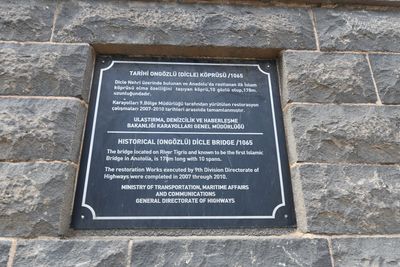 TARİHİ ONGÖZLÜ (DİCLE) KÖPRÜSÜ /1065
Dicle Nehri üzerinde bulunan ve Anadolu'da restorasyonu ilk İslam
köprüsü olma özelliğini taşıyan köprü, 10 gözlü olup, 178m.
uzunluğundadır.
Karayolları 9.Bölge Müdürlüğü tarafından yürütülen restorasyon
çalışmaları 2007-2010 tarihleri arasında tamamlanmıştır.
ULAŞTIRMA, DENİZCİLİK VE HABERLEŞME
BAKANLIĞI KARAYOLLARI GENEL MÜDÜRLÜĞÜ
HISTORICAL (ONGÖZLÜ) DİCLE BRIDGE /1065
The bridge located on River Tigris and known to be the first Islamic
Bridge in Anatolia, is 178m long with 10 spans.
The restoration Works executed by 9th Division Directorate of
Highways were completed in 2007 through 2010.
MINISTRY OF TRANSPORTATION, MARITIME AFFAIRS
AND COMMUNICATIONS
GENERAL DIRECTORATE OF HIGHWAYS